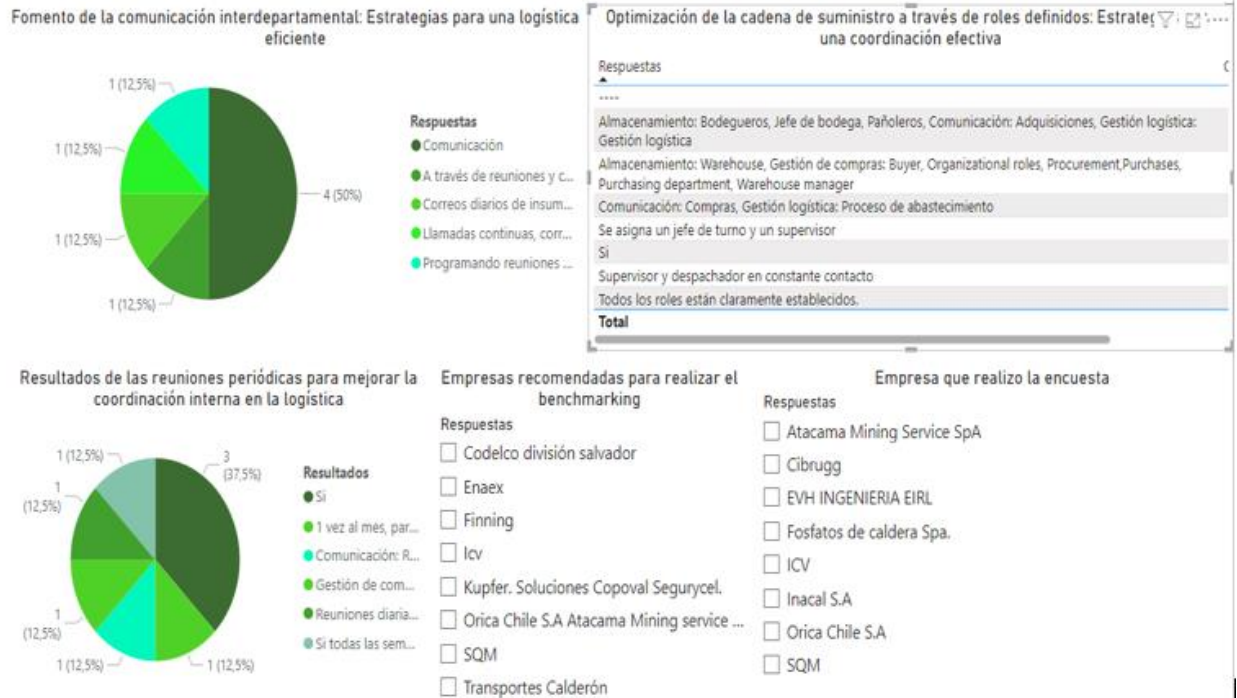 Fomento de la comunicación interdepartamental: Estrategias para una logística
eficiente
1 (12,5%)
1 (12,5%)
1 (12,5%)
1 (12,5%)
4 (50%)
Respuestas
Comunicación
A través de reuniones y c...
Correos diarios de insum...
Llamadas continuas, corr...
Programando reuniones ...
Optimización de la cadena de suministro a través de roles definidos: Estrateg
una coordinación efectiva
Respuestas
----
Almacenamiento: Bodegueros, Jefe de bodega, Pañoleros, Comunicación: Adquisiciones, Gestión logística:
Gestión logística
Almacenamiento: Warehouse, Gestión de compras: Buyer, Organizational roles, Procurement,Purchases,
Purchasing department, Warehouse manager
Comunicación: Compras, Gestión logística: Proceso de abastecimiento
Se asigna un jefe de turno y un supervisor
Si
Supervisor y despachador en constante contacto
Todos los roles están claramente establecidos.
Total
Resultados de las reuniones periódicas para mejorar la
coordinación interna en la logística
1 (12,5%)
3
(37,5%)
1
(12,5%)
1
(12,5%)
1 (12,5%)
1 (12,5%)
Resultados
Si
1 vez al mes, par...
Comunicación: R...
Gestión de com...
Reuniones diaria...
Si todas las sem...
Empresas recomendadas para realizar el
benchmarking
Respuestas
Codelco división salvador
Enaex
Finning
Icv
Kupfer. Soluciones Copoval Segurycel.
Orica Chile S.A Atacama Mining service ...
SQM
Transportes Calderón
Empresa que realizo la encuesta
Respuestas
Atacama Mining Service SpA
Cibrugg
EVH INGENIERIA EIRL
Fosfatos de caldera Spa.
ICV
Inacal S.A
Orica Chile S.A
SQM